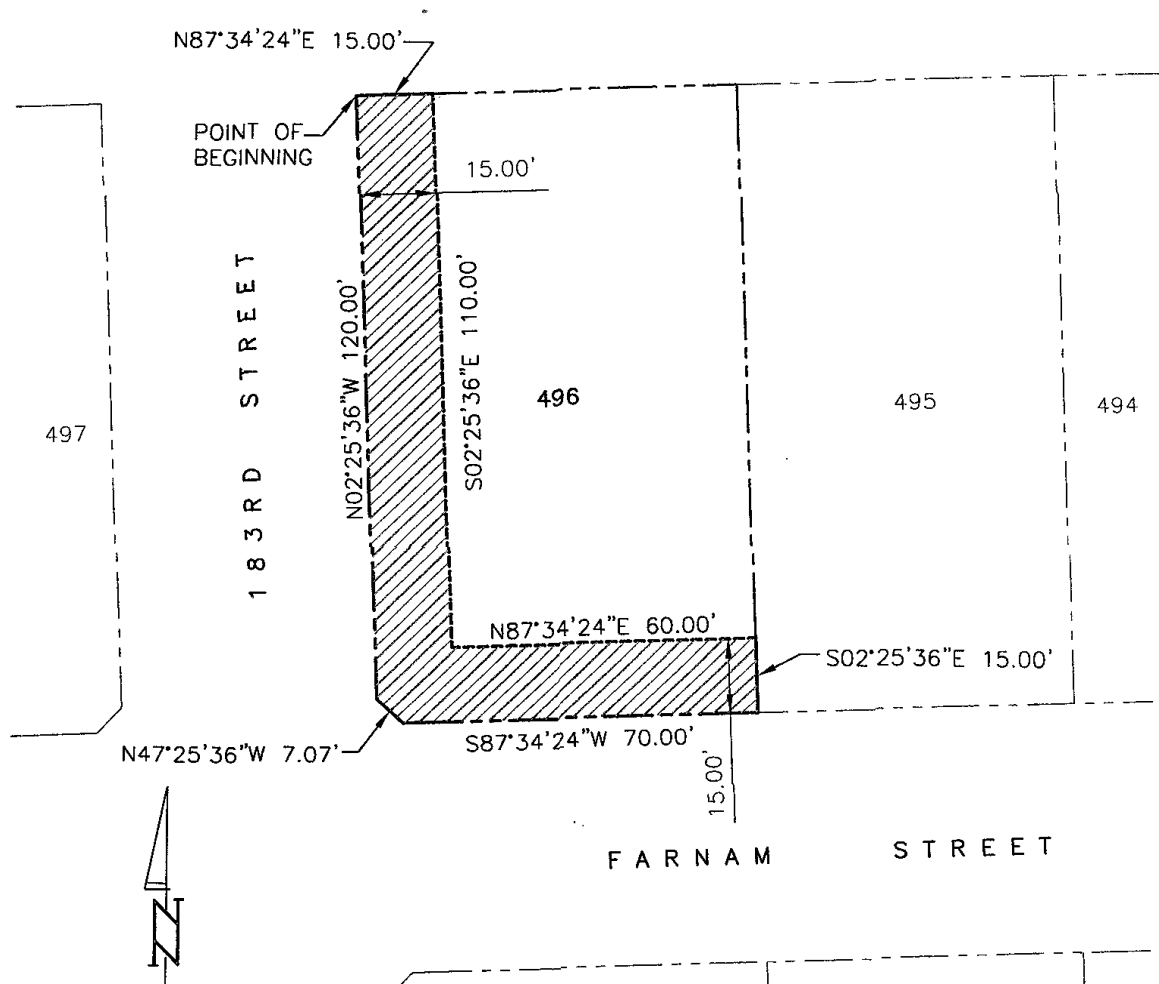 N87°34'24"E 15.00'
POINT OF
BEGINNING
15.00'
183RD STREET
N02°25'36"W 120.00'
S02°25'36"E 110.00'
497
496
495
494
N87°34'24"E 60.00'
S02°25'36"E 15.00'
N47°25'36"W 7.07'
S87°34'24"W 70.00'
15.00'
FARNAM STREET
N